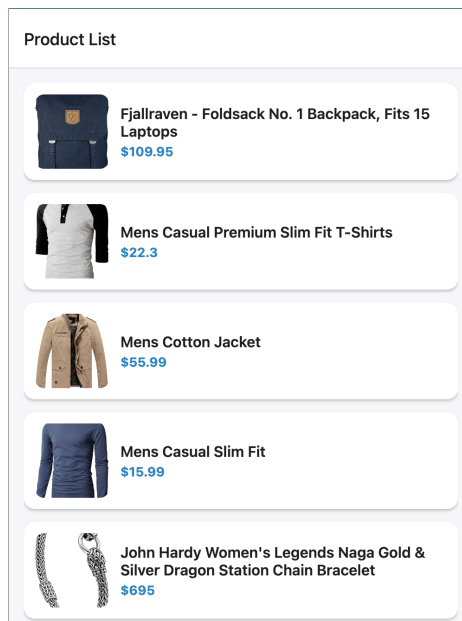 Product List
Fjallraven - Foldsack No. 1 Backpack, Fits 15
Laptops
$109.95
Mens Casual Premium Slim Fit T-Shirts
$22.3
Mens Cotton Jacket
$55.99
Mens Casual Slim Fit
$15.99
John Hardy Women's Legends Naga Gold &
Silver Dragon Station Chain Bracelet
$695